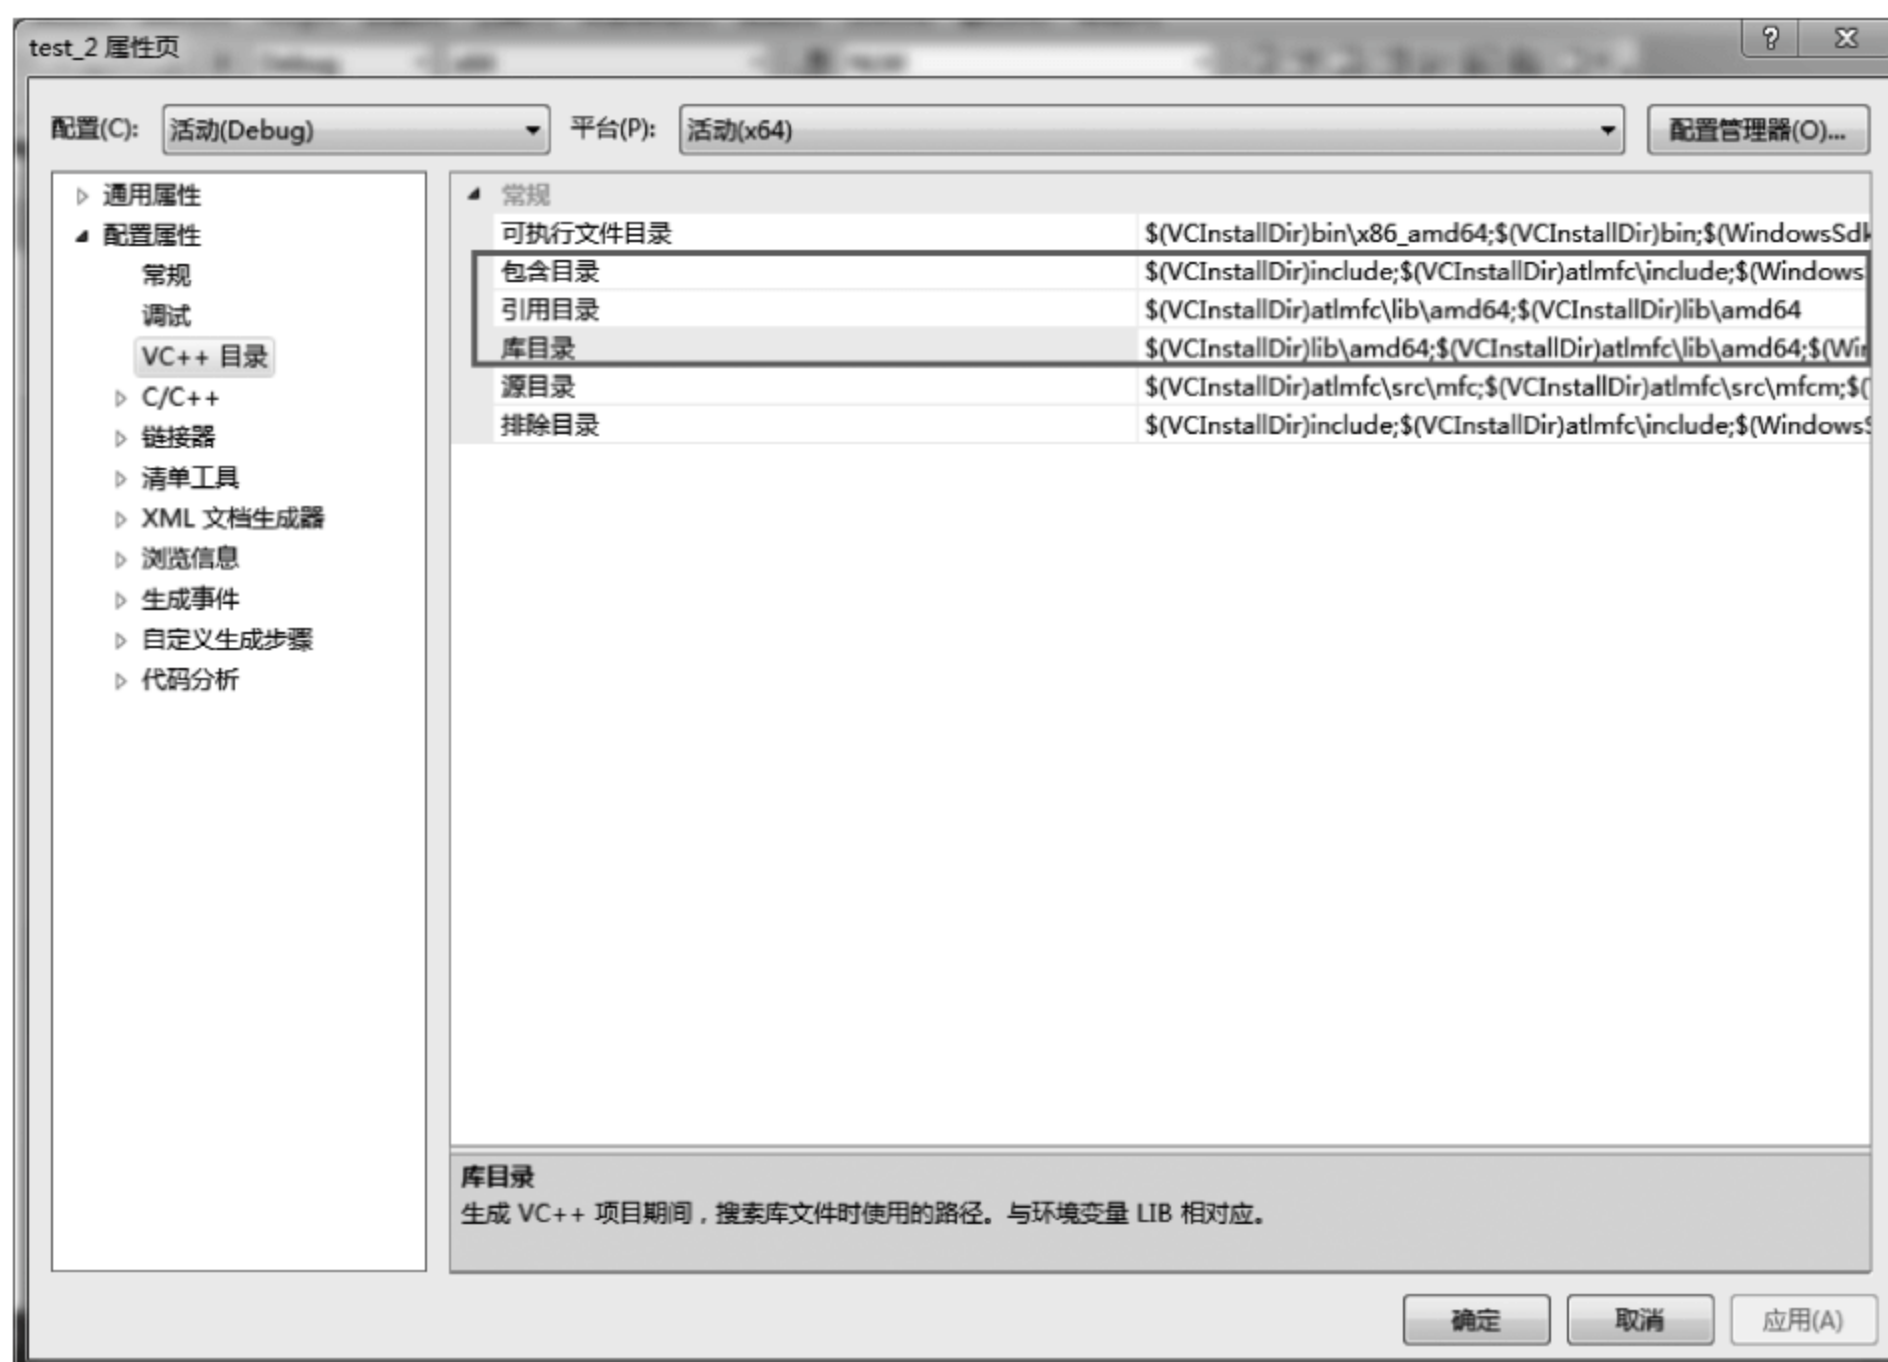 test_2 属性页
配置(C): 活动(Debug) 平台(P): 活动(x64) 配置管理器(O)...
通用属性
配置属性
常规
调试
VC++ 目录
C/C++
链接器
清单工具
XML 文档生成器
浏览信息
生成事件
自定义生成步骤
代码分析
常规
可执行文件目录 $(VCInstallDir)bin\x86_amd64;$(VCInstallDir)bin;$(WindowsSdk
包含目录 $(VCInstallDir)include;$(VCInstallDir)atlmfc\include;$(Windows
引用目录 $(VCInstallDir)atlmfc\lib\amd64;$(VCInstallDir)lib\amd64
库目录 $(VCInstallDir)lib\amd64;$(VCInstallDir)atlmfc\lib\amd64;$(Win
源目录 $(VCInstallDir)atlmfc\src\mfc;$(VCInstallDir)atlmfc\src\mfcm;$(
排除目录 $(VCInstallDir)include;$(VCInstallDir)atlmfc\include;$(WindowsS
库目录
生成 VC++ 项目期间，搜索库文件时使用的路径。与环境变量 LIB 相对应。
确定 取消 应用(A)